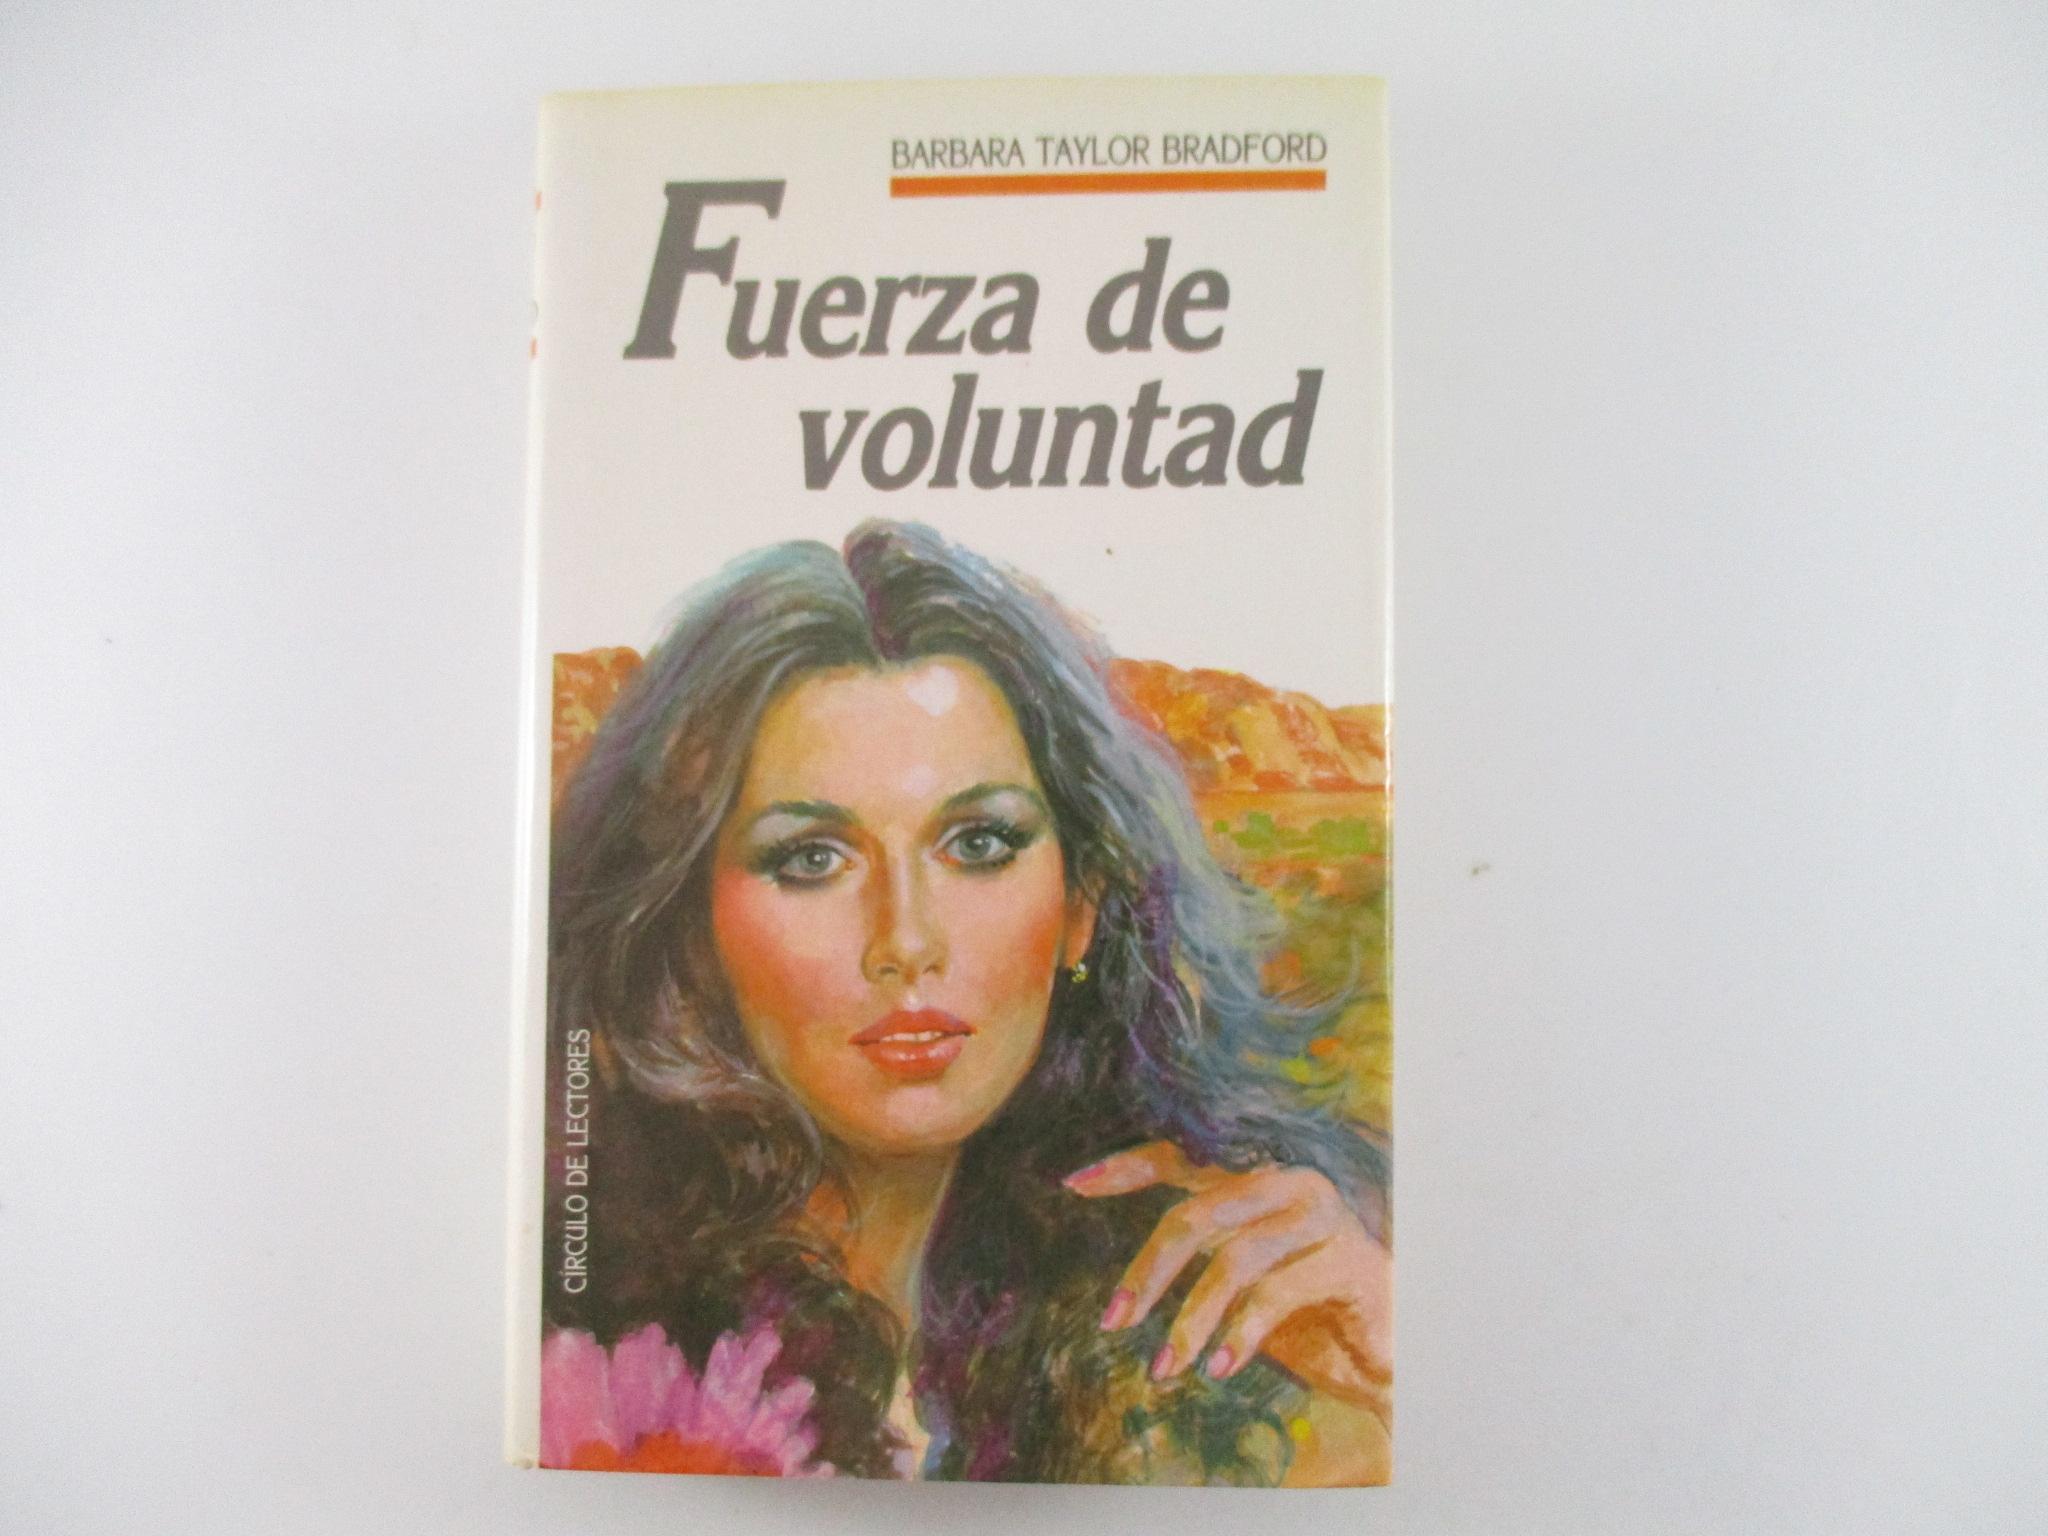 BARBARA TAYLOR BRADFORD
Fuerza de
voluntad
CÍRCULO DE LECTORES